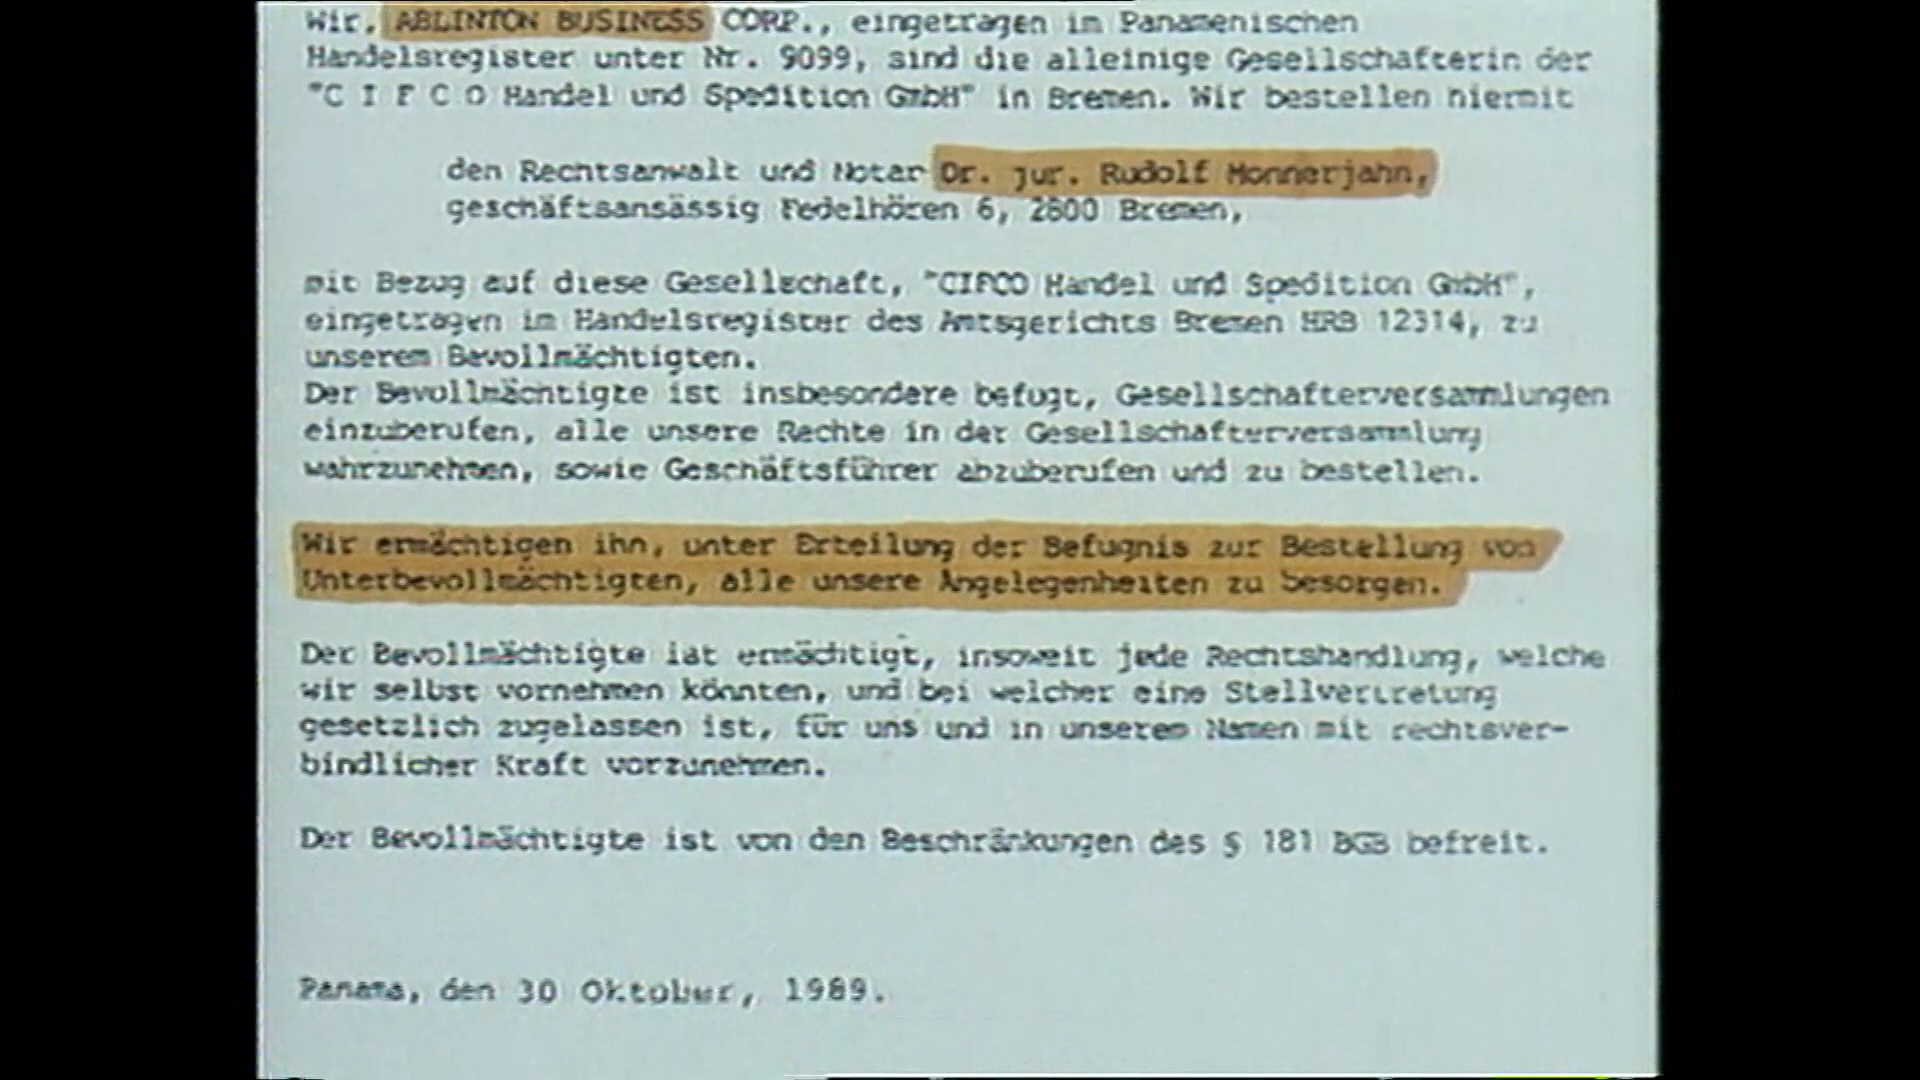 Wir, ABLINTON BUSINESS CORP., eingetragen im Panamenischen
Handelsregister unter Nr. 9099, sind die alleinige Gesellschafterin der
"C I F C O Handel und Spedition GmbH" in Bremen. Wir bestellen hiermit
den Rechtsanwalt und Notar Dr. jur. Rudolf Monnerjahn,
geschäftsansässig Fedelhören 6, 2800 Bremen,
mit Bezug auf diese Gesellschaft, "CIFCO Handel und Spedition GmbH",
eingetragen im Handelsregister des Amtsgerichts Bremen HRB 12314, zu
unserem Bevollmächtigten.
Der Bevollmächtigte ist insbesondere befugt, Gesellschafterversammlungen
einzuberufen, alle unsere Rechte in der Gesellschafterversammlung
wahrzunehmen, sowie Geschäftsführer abzuberufen und zu bestellen.
Wir ermächtigen ihn, unter Erteilung der Befugnis zur Bestellung von
Unterbevollmächtigten, alle unsere Angelegenheiten zu besorgen.
Der Bevollmächtigte ist ermächtigt, insoweit jede Rechtshandlung, welche
wir selbst vornehmen könnten, und bei welcher eine Stellvertretung
gesetzlich zugelassen ist, für uns und in unserem Namen mit rechtsver-
bindlicher Kraft vorzunehmen.
Der Bevollmächtigte ist von den Beschränkungen des § 181 BGB befreit.
Panama, den 30 Oktober, 1989.